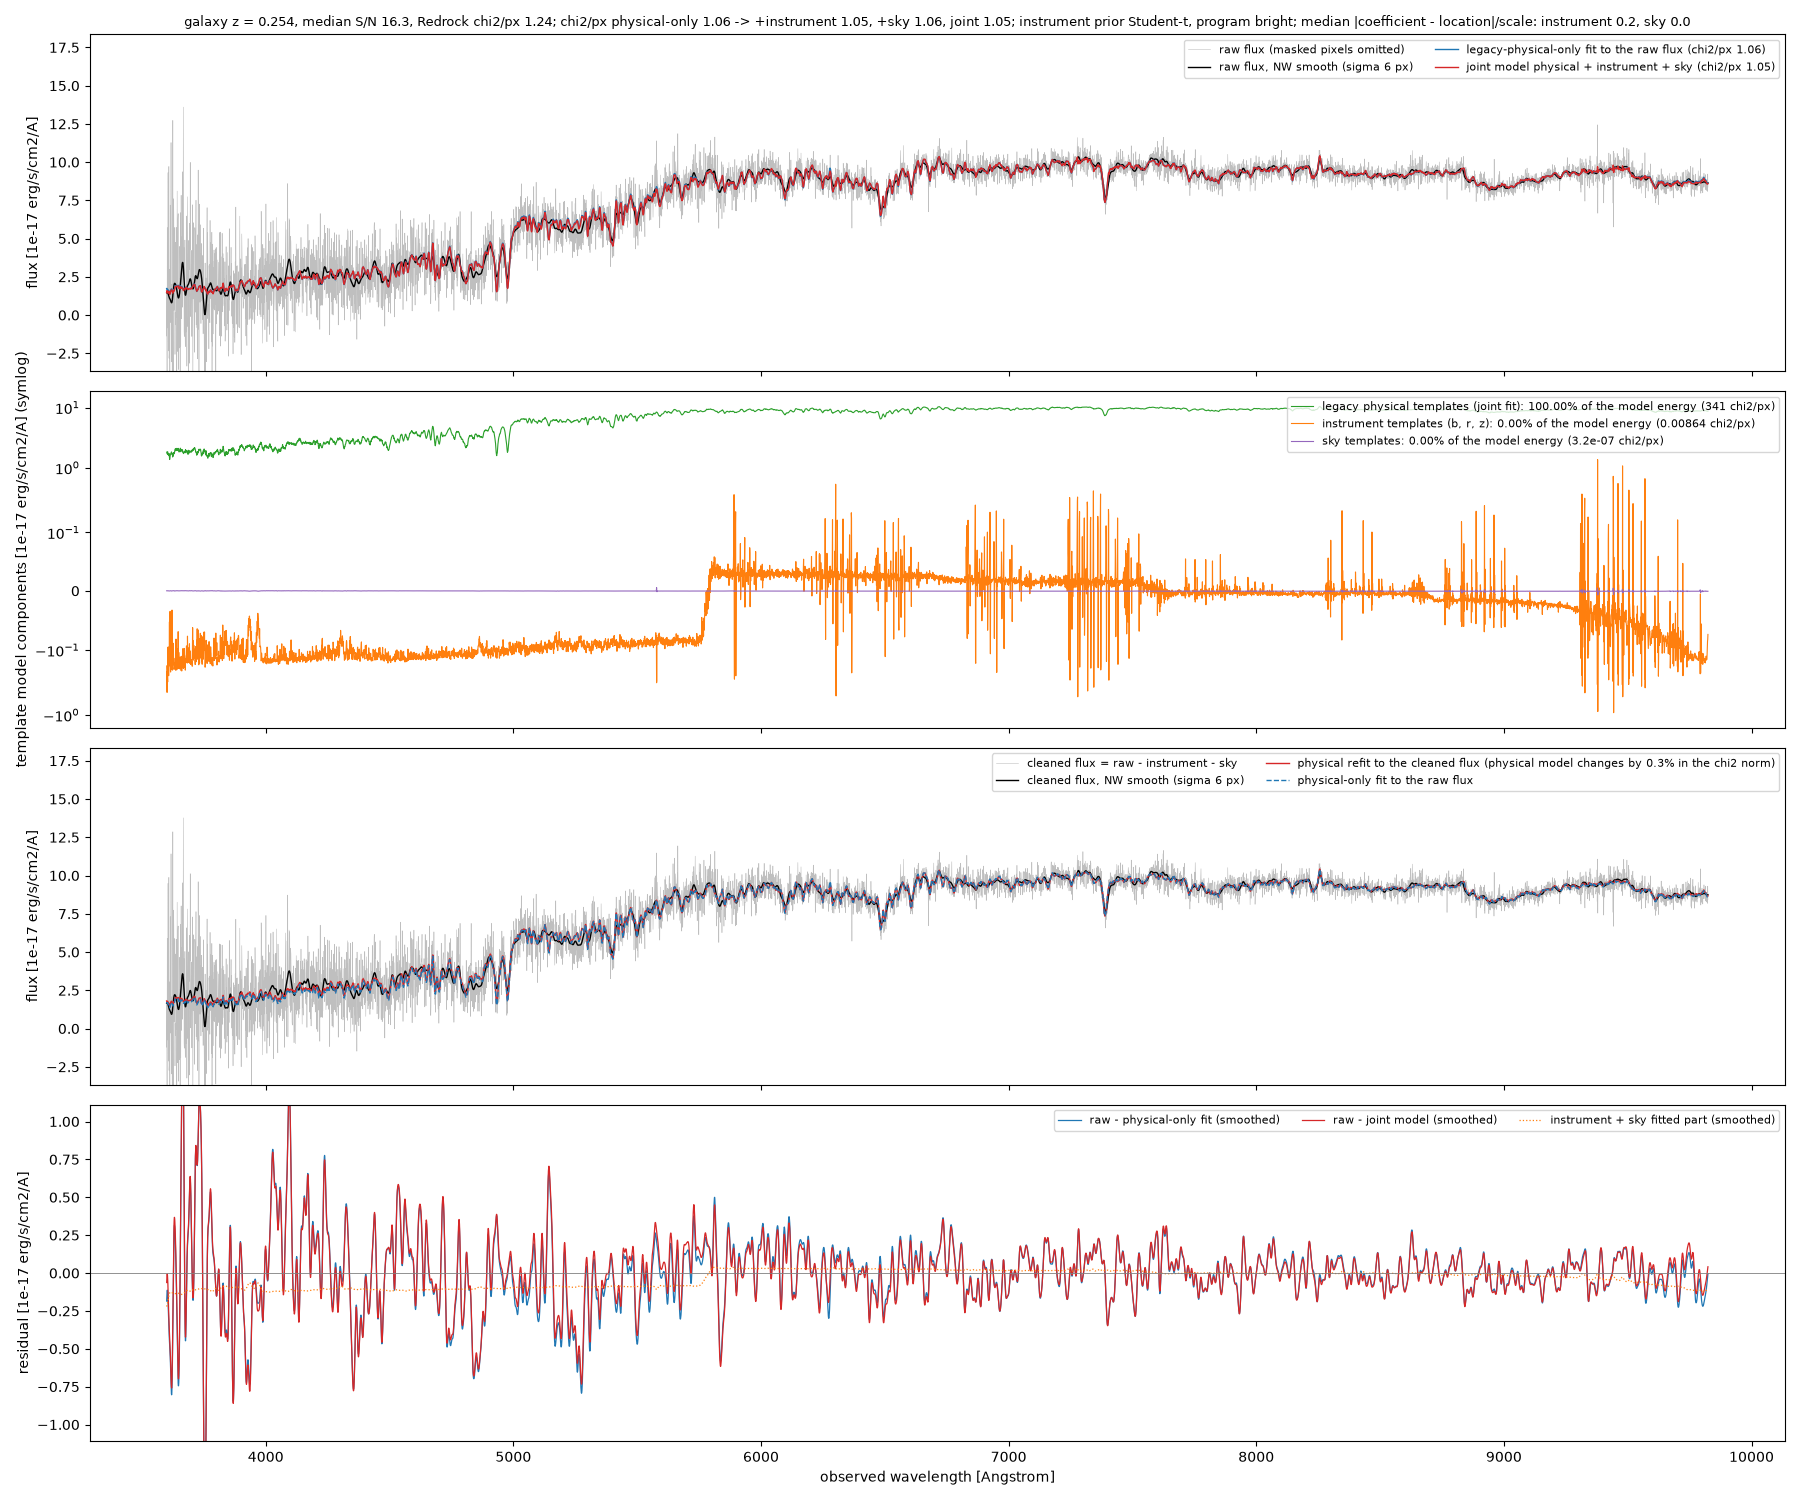 galaxy z = 0.254, median S/N 16.3, Redrock chi2/px 1.24; chi2/px physical-only 1.06 -> +instrument 1.05, +sky 1.06, joint 1.05; instrument prior Student-t, program bright; median |coefficient - location|/scale: instrument 0.2, sky 0.0
raw flux (masked pixels omitted)
raw flux, NW smooth (sigma 6 px)
legacy-physical-only fit to the raw flux (chi2/px 1.06)
joint model physical + instrument + sky (chi2/px 1.05)
flux [1e-17 erg/s/cm2/A]
17.5
15.0
12.5
10.0
7.5
5.0
2.5
0.0
−2.5
template model components [1e-17 erg/s/cm2/A] (symlog)
10¹
10⁰
10⁻¹
0
−10⁻¹
−10⁰
legacy physical templates (joint fit): 100.00% of the model energy (341 chi2/px)
instrument templates (b, r, z): 0.00% of the model energy (0.00864 chi2/px)
sky templates: 0.00% of the model energy (3.2e-07 chi2/px)
cleaned flux = raw - instrument - sky
cleaned flux, NW smooth (sigma 6 px)
physical refit to the cleaned flux (physical model changes by 0.3% in the chi2 norm)
physical-only fit to the raw flux
flux [1e-17 erg/s/cm2/A]
17.5
15.0
12.5
10.0
7.5
5.0
2.5
0.0
−2.5
raw - physical-only fit (smoothed)
raw - joint model (smoothed)
instrument + sky fitted part (smoothed)
residual [1e-17 erg/s/cm2/A]
1.00
0.75
0.50
0.25
0.00
−0.25
−0.50
−0.75
−1.00
4000
5000
6000
7000
8000
9000
10000
observed wavelength [Angstrom]